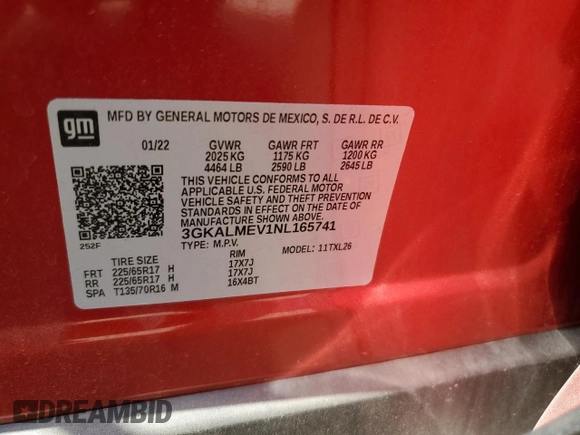 gm
MFD BY GENERAL MOTORS DE MEXICO, S. DE R.L. DE C.V.
01/22 GVWR GAWR FRT GAWR RR
2025 KG 1175 KG 1200 KG
4464 LB 2590 LB 2645 LB
THIS VEHICLE CONFORMS TO ALL
APPLICABLE U.S. FEDERAL MOTOR
VEHICLE SAFETY AND THEFT PREVENTION
STANDARDS IN EFFECT ON THE DATE OF
MANUFACTURE SHOWN ABOVE.
3GKALMEV1NL165741
TYPE: M.P.V. MODEL: 11TXL26
252F
TIRE SIZE RIM
FRT 225/65R17 H 17X7J
RR 225/65R17 H 17X7J
SPA T135/70R16 M 16X4BT
DREAMBID